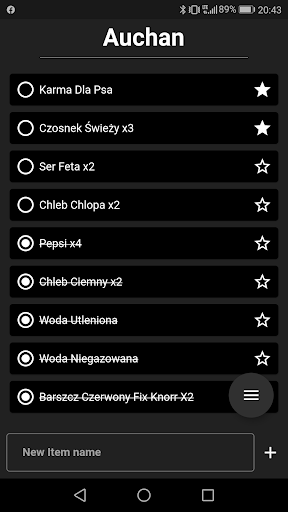 89% 20:43
Auchan
Karma Dla Psa
Czosnek Świeży x3
Ser Feta x2
Chleb Chlopa x2
Pepsi x4
Chleb Ciemny x2
Woda Utleniona
Woda Niegazowana
Barszcz Czerwony Fix Knorr X2
New Item name